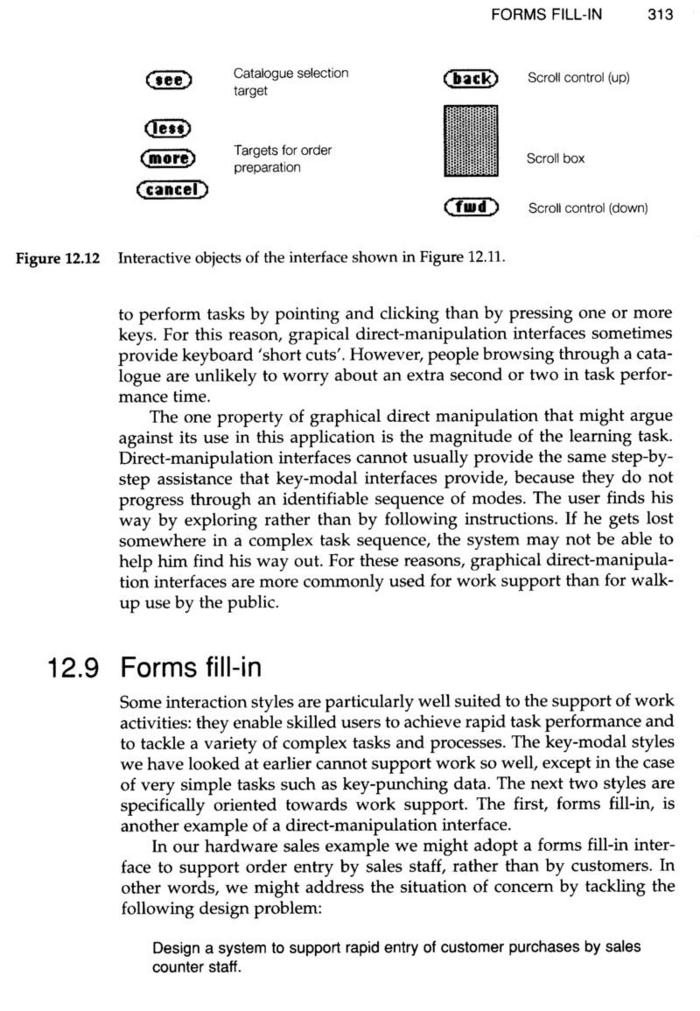 FORMS FILL-IN 313
see
Catalogue selection
target
back
Scroll control (up)
less
more
cancel
Targets for order
preparation
Scroll box
fwd
Scroll control (down)
Figure 12.12 Interactive objects of the interface shown in Figure 12.11.
to perform tasks by pointing and clicking than by pressing one or more
keys. For this reason, grapical direct-manipulation interfaces sometimes
provide keyboard 'short cuts'. However, people browsing through a cata-
logue are unlikely to worry about an extra second or two in task perfor-
mance time.
The one property of graphical direct manipulation that might argue
against its use in this application is the magnitude of the learning task.
Direct-manipulation interfaces cannot usually provide the same step-by-
step assistance that key-modal interfaces provide, because they do not
progress through an identifiable sequence of modes. The user finds his
way by exploring rather than by following instructions. If he gets lost
somewhere in a complex task sequence, the system may not be able to
help him find his way out. For these reasons, graphical direct-manipula-
tion interfaces are more commonly used for work support than for walk-
up use by the public.
12.9 Forms fill-in
Some interaction styles are particularly well suited to the support of work
activities: they enable skilled users to achieve rapid task performance and
to tackle a variety of complex tasks and processes. The key-modal styles
we have looked at earlier cannot support work so well, except in the case
of very simple tasks such as key-punching data. The next two styles are
specifically oriented towards work support. The first, forms fill-in, is
another example of a direct-manipulation interface.
In our hardware sales example we might adopt a forms fill-in inter-
face to support order entry by sales staff, rather than by customers. In
other words, we might address the situation of concern by tackling the
following design problem:
Design a system to support rapid entry of customer purchases by sales
counter staff.